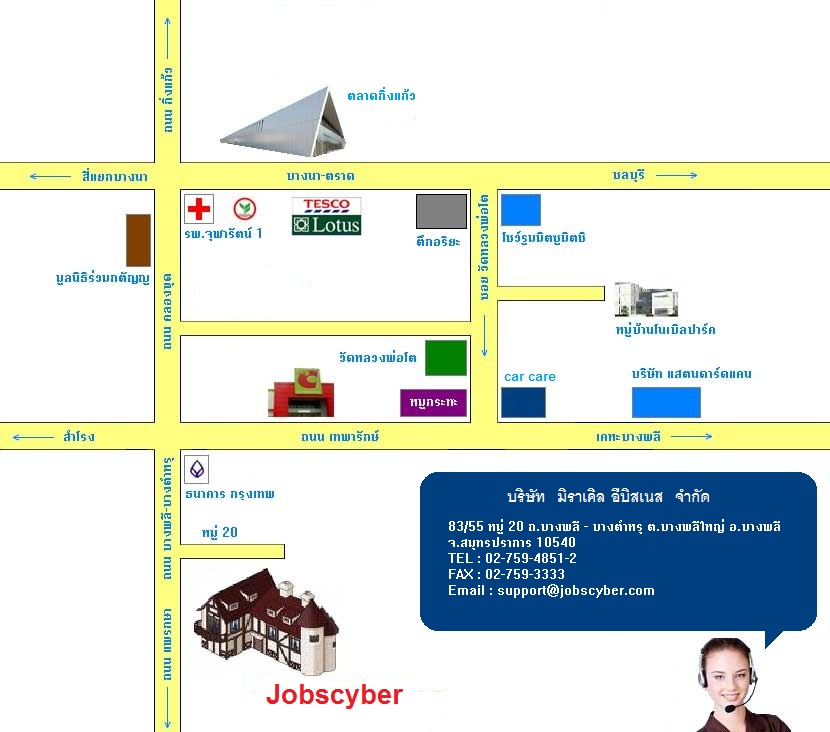 ถนน กิ่งแก้ว
ตลาดกิ่งแก้ว
สี่แยกบางนา
บางนา-ตราด
ชลบุรี
รพ.จุฬารัตน์ 1
TESCO
Lotus
ตึกอริยะ
ซอย วัดหลวงพ่อโต
โชว์รูมมิตซูมิตซิ
มูลนิธิร่วมกตัญญู
ถนน คลองขุด
หมู่บ้านโนเบิลปาร์ค
วัดหลวงพ่อโต
car care
บริษัท แสตนดาร์ดแคน
หมูกระทะ
สำโรง
ถนน เทพารักษ์
เคหะบางพลี
ถนน บางพลี-บางตำหรุ
ธนาคาร กรุงเทพ
หมู่ 20
บริษัท มิราเคิล อีบิสเนส จำกัด
83/55 หมู่ 20 ถ.บางพลี - บางตำหรุ ต.บางพลีใหญ่ อ.บางพลี
จ.สมุทรปราการ 10540
TEL : 02-759-4851-2
FAX : 02-759-3333
Email : support@jobscyber.com
ถนน แพรกษา
Jobscyber